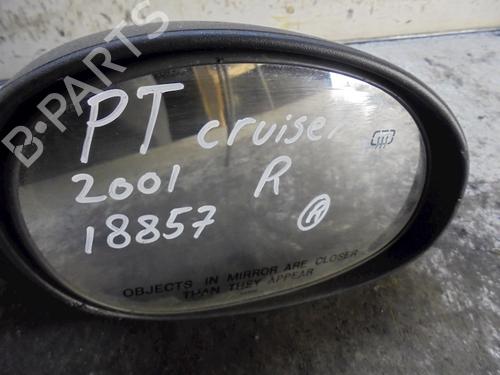 B-PARTS
PT cruiser
2001 R
18857 A
OBJECTS IN MIRROR ARE CLOSER
THAN THEY APPEAR